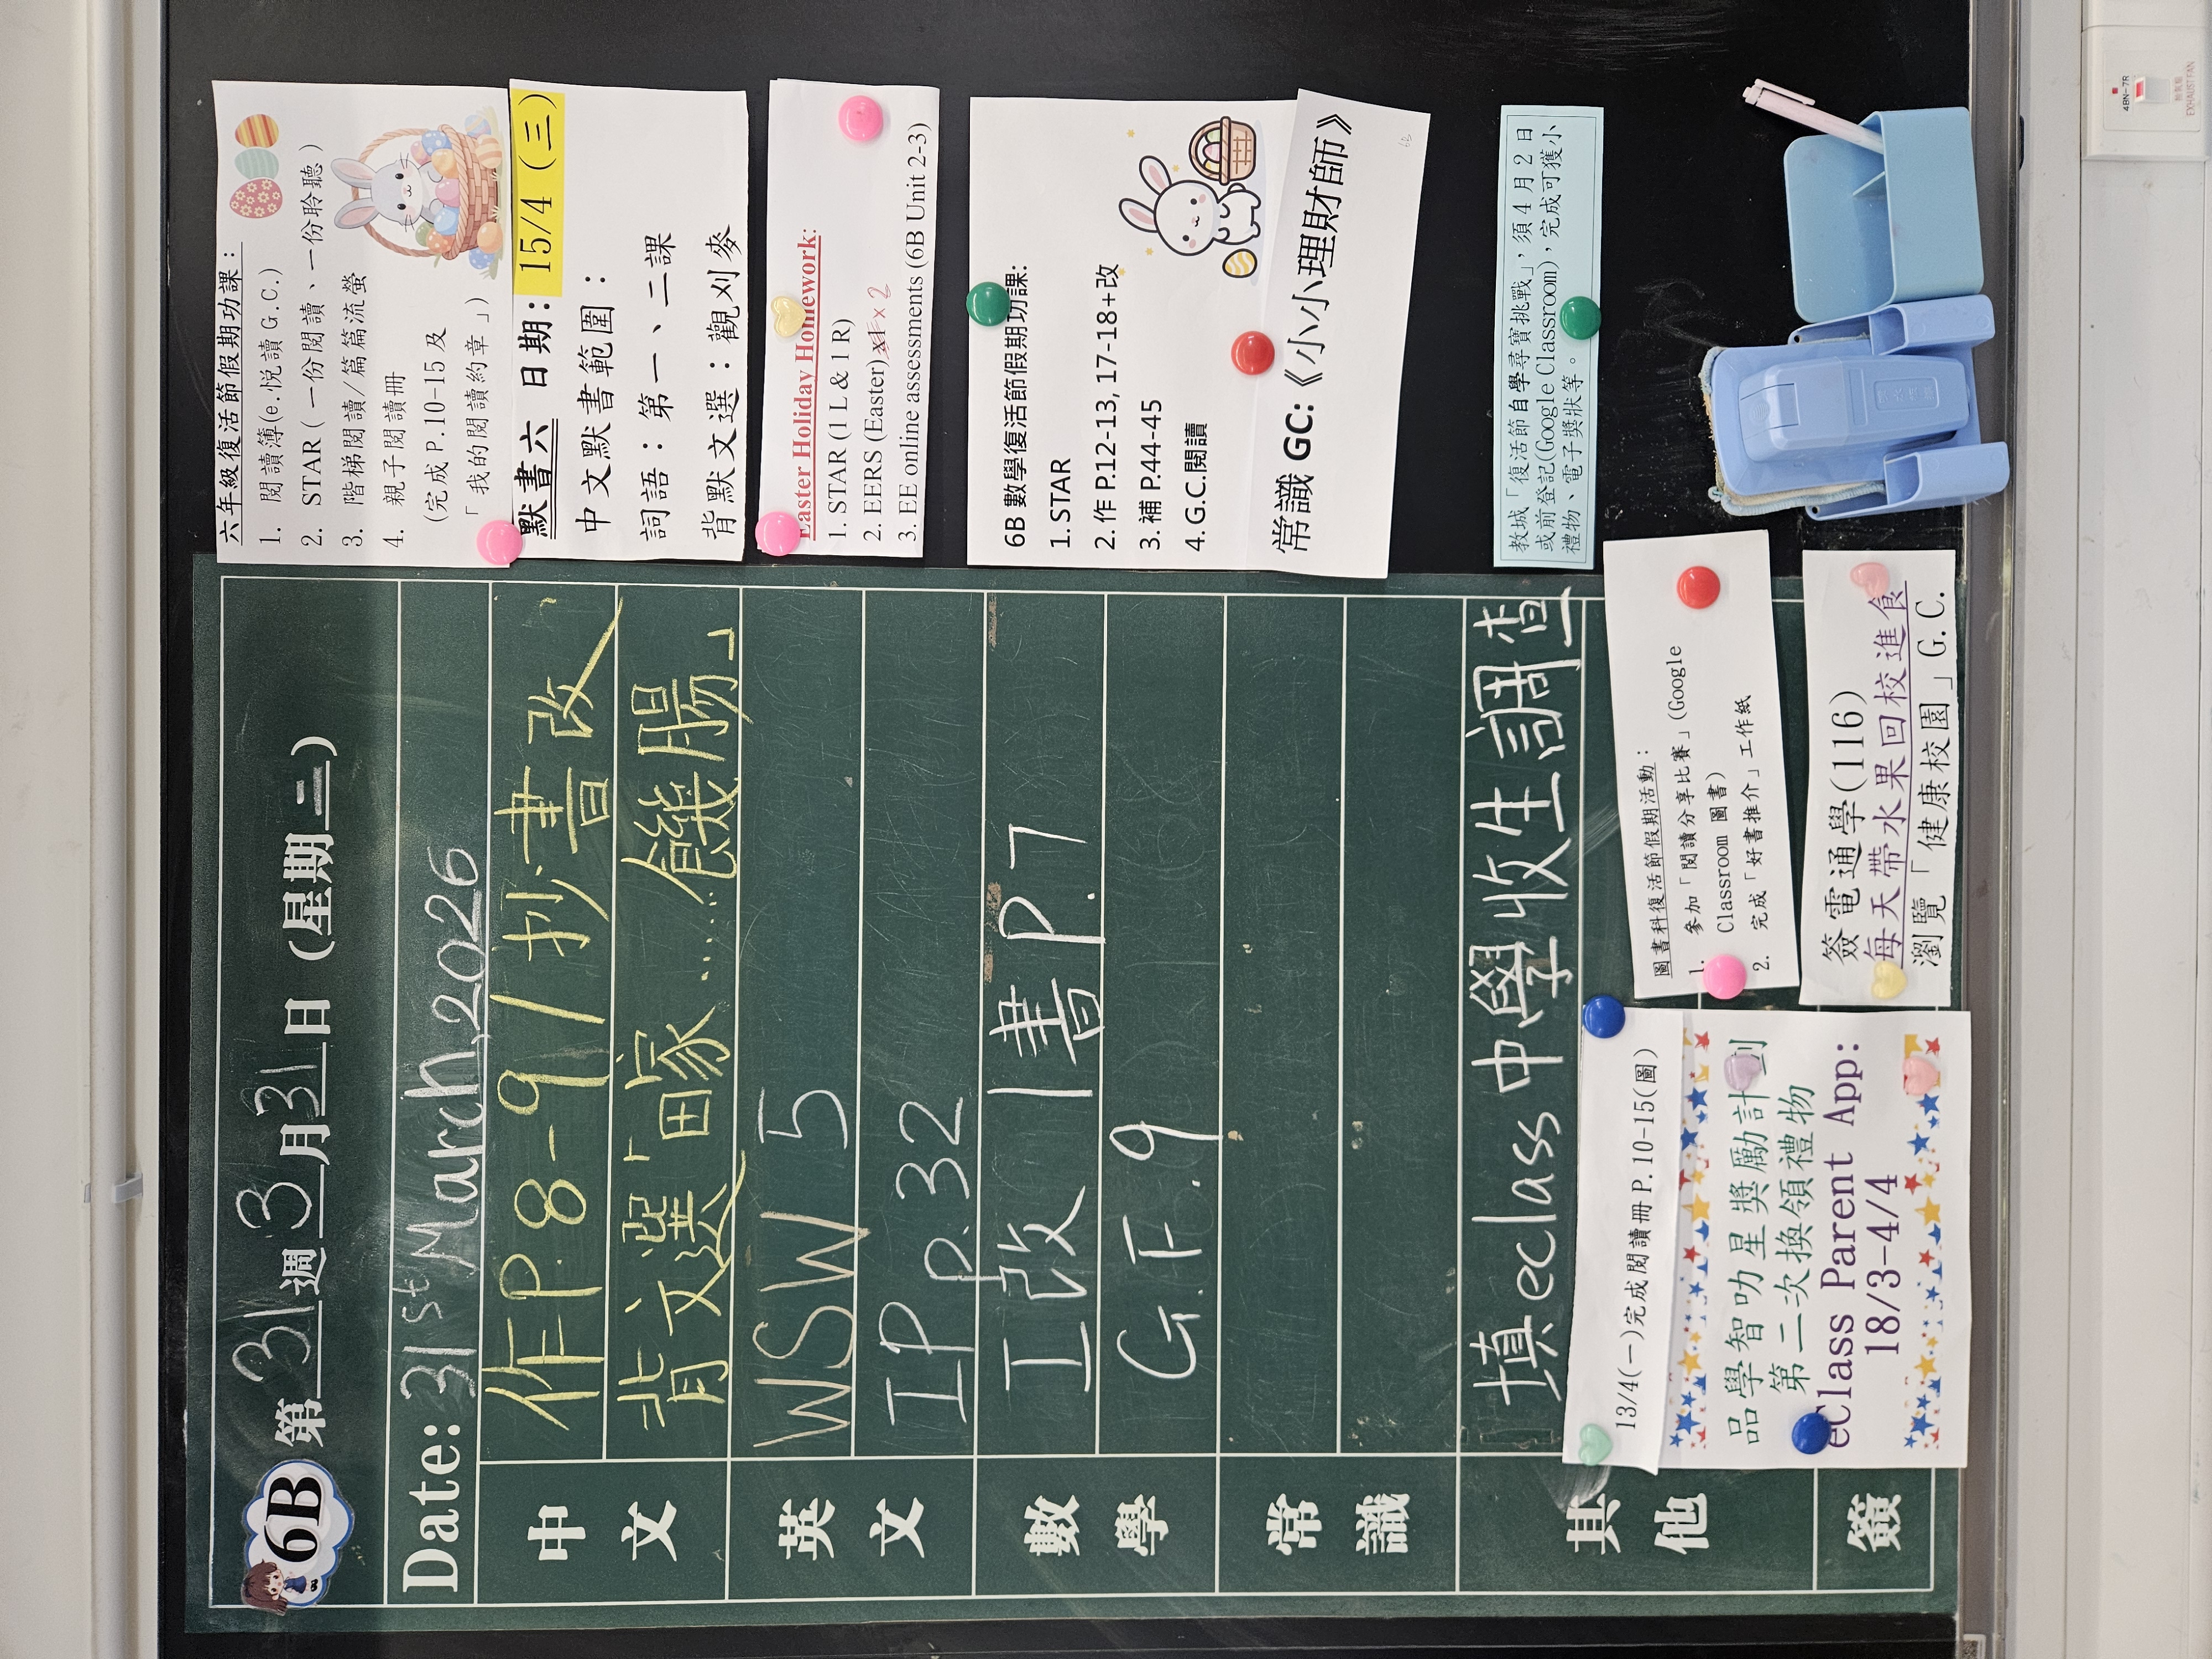 6B 第31週3月31日(星期二)
Date: 31st March, 2026
中文
作P.8-9/抄書改
背文選「田家……饑腸」
英文
WSW 5
IP P.32
數學
工改|書P.7
G.F.9
常識
其他
填eclass中學收生調查
13/4(一)完成閱讀冊P.10-15(圖)
品學智叻星獎勵計劃
第二次換領禮物
eClass Parent App:
18/3-4/4
圖書科復活節假期活動:
1. 參加「閱讀分享比賽」(Google
Classroom 圖書)
2. 完成「好書推介」工作紙
簽
簽電通學(116)
每天帶水果回校進食
瀏覽「健康校園」G.C.
六年級復活節假期功課:
1. 閱讀簿(e.悅讀 G.C.)
2. STAR(一份閱讀、一份聆聽)
3. 階梯閱讀/篇篇流螢
4. 親子閱讀冊
(完成 P.10-15 及
「我的閱讀約章」)
默書六 日期: 15/4 (三)
中文默書範圍:
詞語:第一、二課
背默文選:觀刈麥
Easter Holiday Homework:
1. STAR (1 L & 1 R)
2. EERS (Easter) x1 x 2
3. EE online assessments (6B Unit 2-3)
6B 數學復活節假期功課:
1. STAR
2. 作 P.12-13, 17-18+改
3. 補 P.44-45
4. G.C.閱讀
常識 GC:《小小理財師》
6B
教城「復活節自學尋寶挑戰」,須 4 月 2 日
或前登記(Google Classroom),完成可獲小
禮物、電子獎狀等。
4BN-7R
EXHAUST FAN